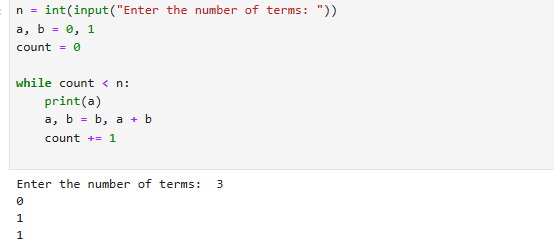 n = int(input("Enter the number of terms: "))
a, b = 0, 1
count = 0
while count < n:
    print(a)
    a, b = b, a + b
    count += 1
Enter the number of terms:  3
0
1
1